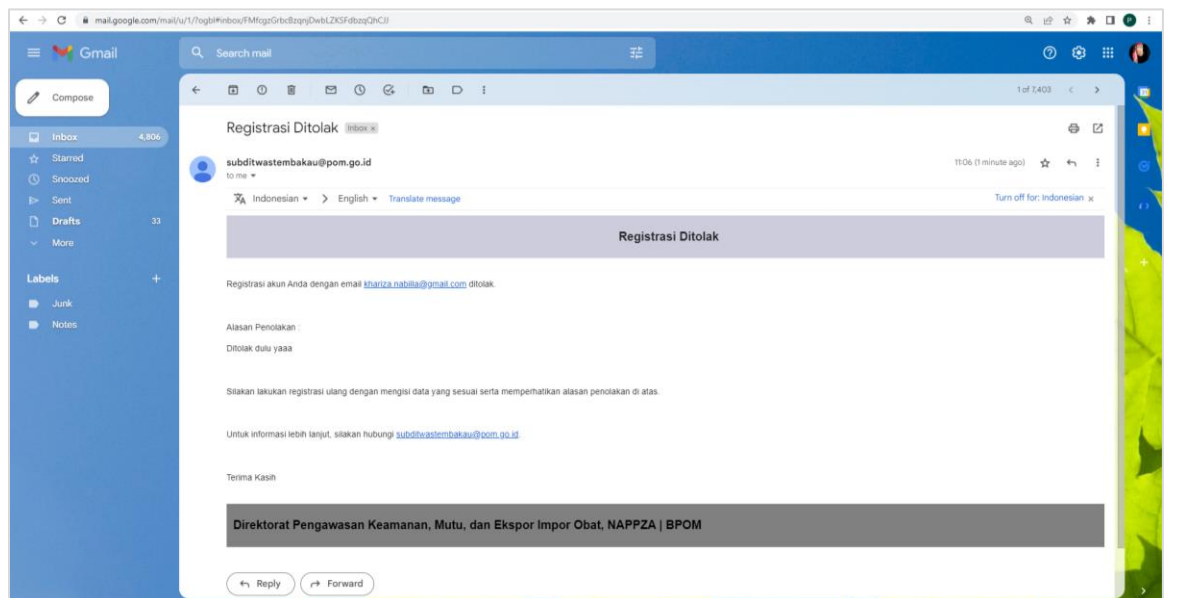 mail.google.com/mail/u/1/?ogbl#inbox/FMfcgzGrbcBzqnjDwbLZKSFdbzqQhCJJ
P
Gmail
Search mail
Compose
1 of 7,403
Inbox 4,806
Starred
Snoozed
Sent
Drafts 33
More
Labels +
Junk
Notes
Registrasi Ditolak Inbox x
subditwastembakau@pom.go.id 11:06 (1 minute ago)
to me
Indonesian > English Translate message Turn off for: Indonesian x
Registrasi Ditolak
Registrasi akun Anda dengan email khariza.nabilla@gmail.com ditolak.
Alasan Penolakan :
Ditolak dulu yaaa
Silakan lakukan registrasi ulang dengan mengisi data yang sesuai serta memperhatikan alasan penolakan di atas.
Untuk informasi lebih lanjut, silakan hubungi subditwastembakau@pom.go.id.
Terima Kasih
Direktorat Pengawasan Keamanan, Mutu, dan Ekspor Impor Obat, NAPPZA | BPOM
Reply Forward